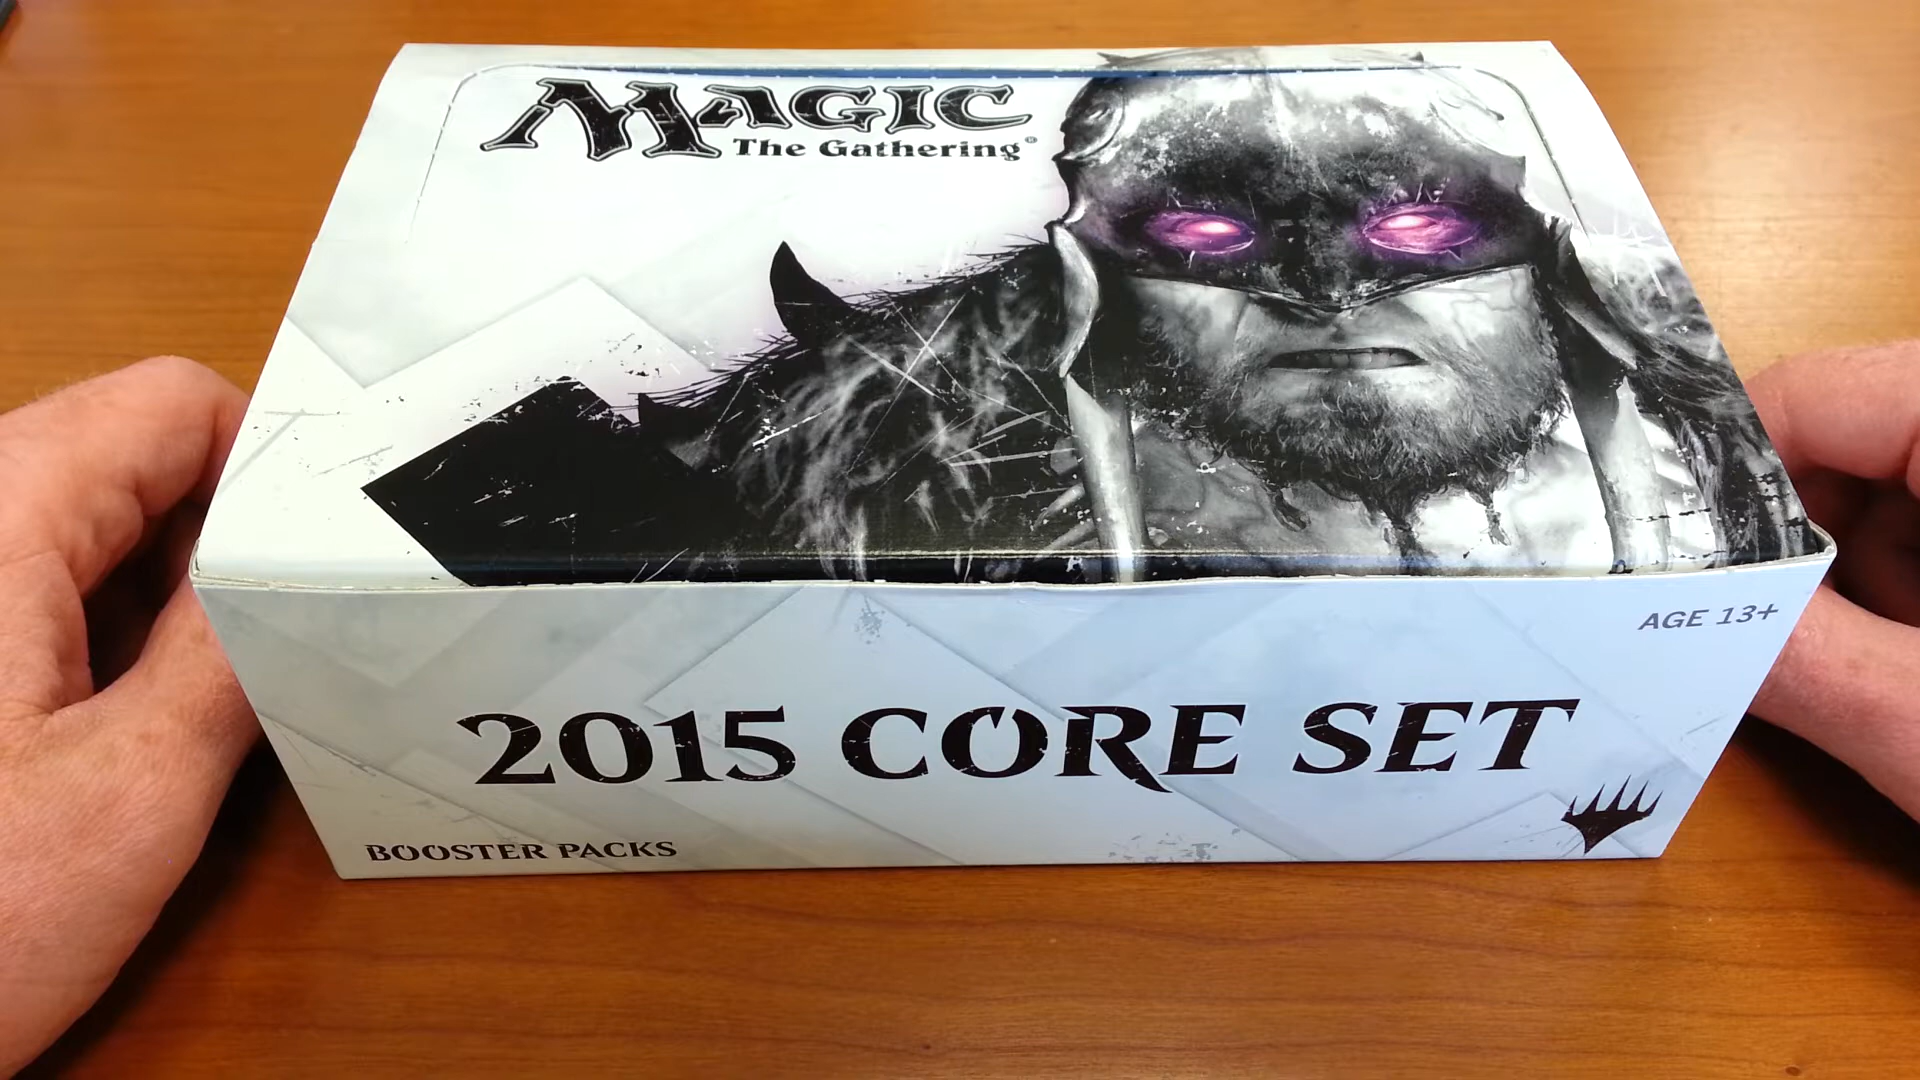 MAGIC
The Gathering®
AGE 13+
2015 CORE SET
BOOSTER PACKS